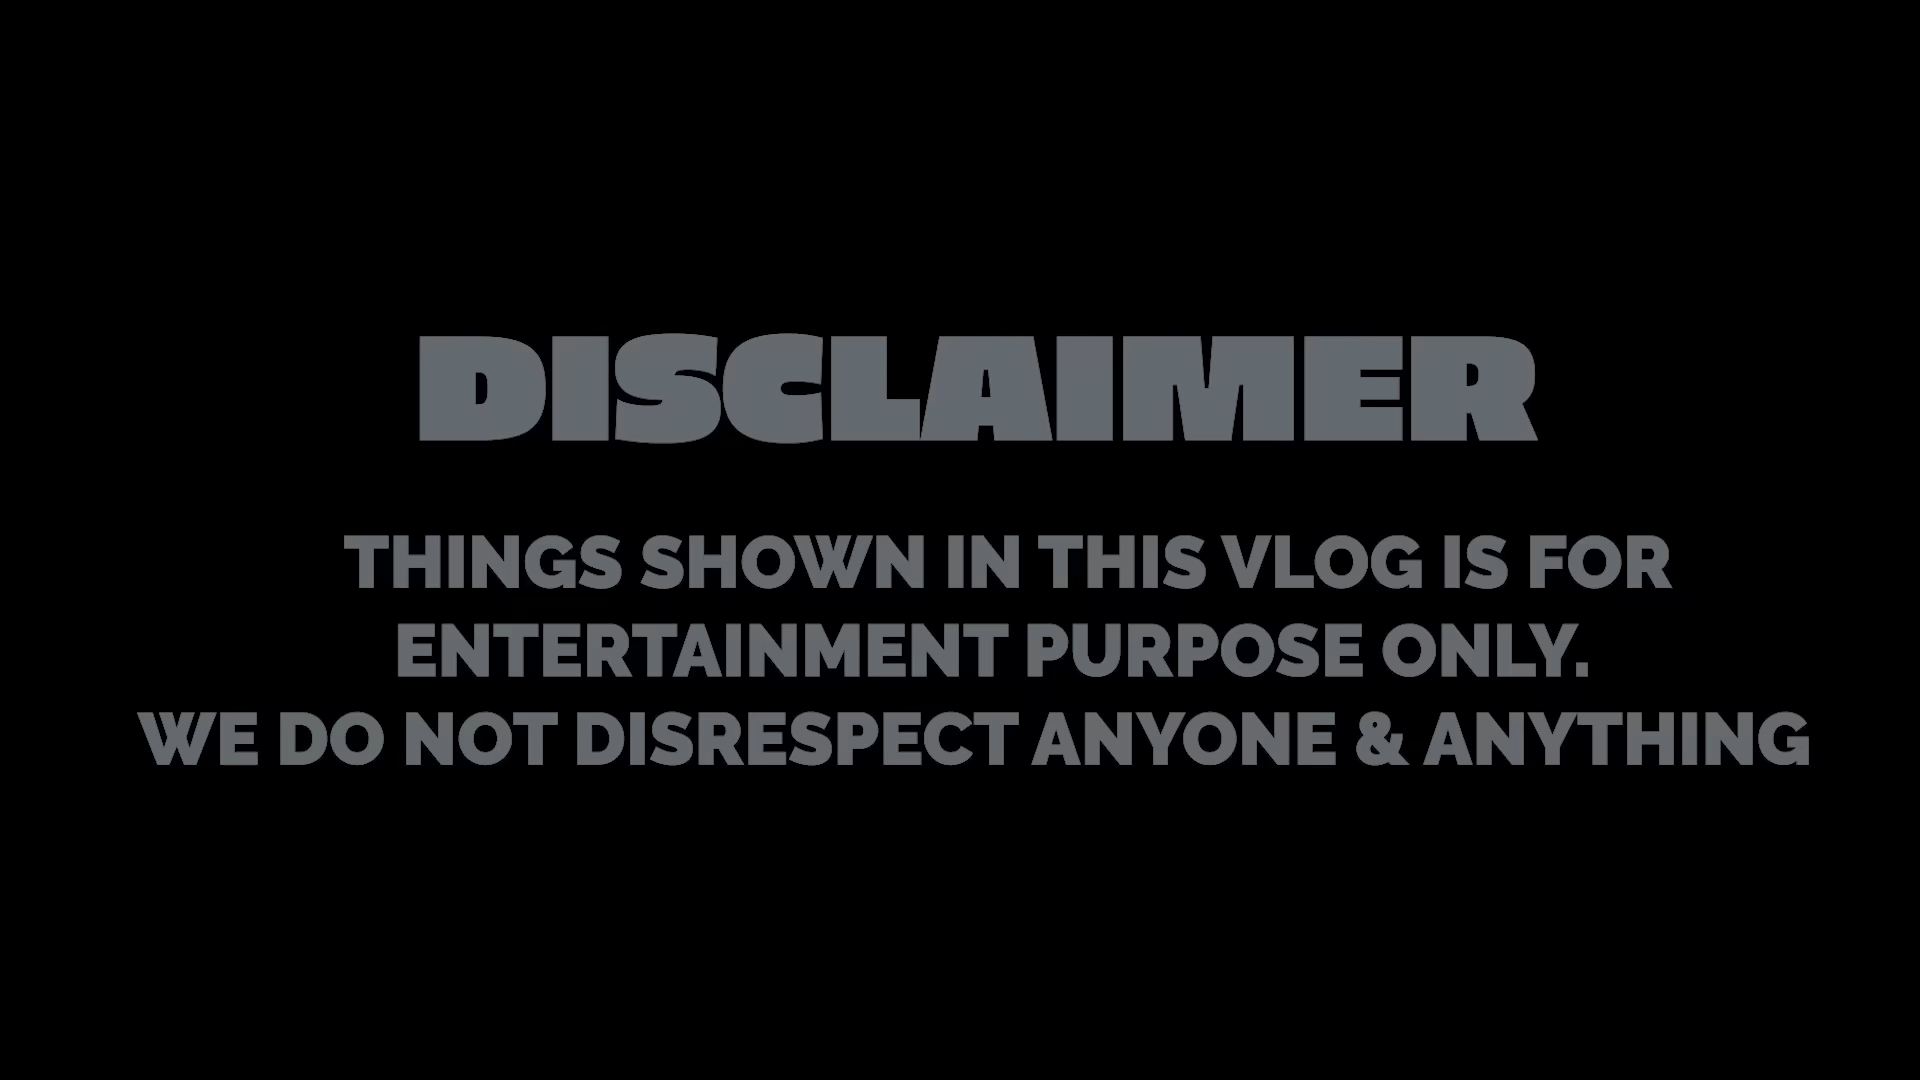 DISCLAIMER
THINGS SHOWN IN THIS VLOG IS FOR
ENTERTAINMENT PURPOSE ONLY.
WE DO NOT DISRESPECT ANYONE & ANYTHING